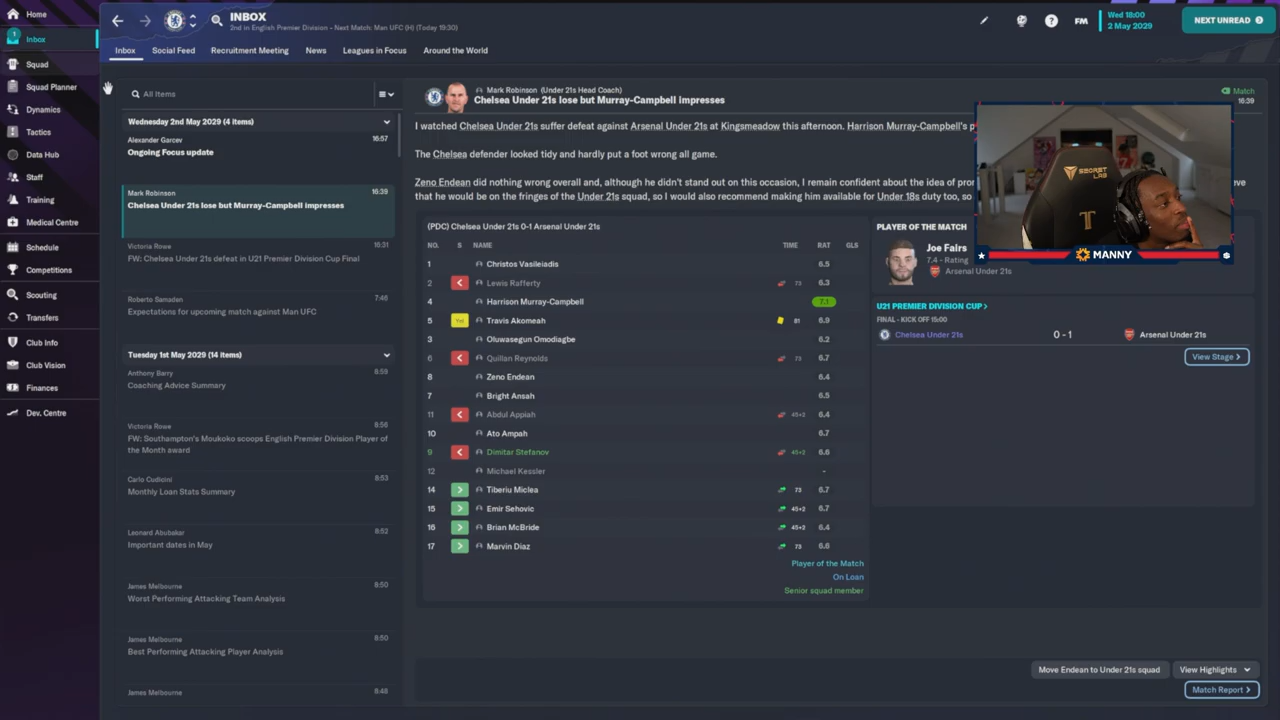 Home
Inbox
1
Squad
Squad Planner
Dynamics
Tactics
Data Hub
Staff
Training
Medical Centre
Schedule
Competitions
Scouting
Transfers
Club Info
Club Vision
Finances
Dev. Centre
INBOX
2nd in English Premier Division - Next Match: Man UFC (H) (Today 19:30)
FM
Wed 18:00
2 May 2029
NEXT UNREAD
Inbox
Social Feed
Recruitment Meeting
News
Leagues in Focus
Around the World
All Items
Wednesday 2nd May 2029 (4 items)
Alexander Garcev 16:57
Ongoing Focus update
Mark Robinson 16:39
Chelsea Under 21s lose but Murray-Campbell impresses
Victoria Rowe 16:31
FW: Chelsea Under 21s defeat in U21 Premier Division Cup Final
Roberto Samaden 7:46
Expectations for upcoming match against Man UFC
Tuesday 1st May 2029 (14 items)
Anthony Barry 8:59
Coaching Advice Summary
Victoria Rowe 8:56
FW: Southampton's Moukoko scoops English Premier Division Player of
the Month award
Carlo Cudicini 8:53
Monthly Loan Stats Summary
Leonard Abubakar 8:52
Important dates in May
James Melbourne 8:50
Worst Performing Attacking Team Analysis
James Melbourne 8:50
Best Performing Attacking Player Analysis
James Melbourne 8:48
Mark Robinson (Under 21s Head Coach)
Chelsea Under 21s lose but Murray-Campbell impresses
Match
16:39
I watched Chelsea Under 21s suffer defeat against Arsenal Under 21s at Kingsmeadow this afternoon. Harrison Murray-Campbell's
The Chelsea defender looked tidy and hardly put a foot wrong all game.
Zeno Endean did nothing wrong overall and, although he didn't stand out on this occasion, I remain confident about the idea of
that he would be on the fringes of the Under 21s squad, so I would also recommend making him available for Under 18s duty too, so
(PDC) Chelsea Under 21s 0-1 Arsenal Under 21s
NO. S NAME TIME RAT GLS
1 Christos Vasileiadis 6.5
2 Lewis Rafferty 73 6.3
4 Harrison Murray-Campbell 7.1
5 Yel Travis Akomeah 81 6.9
3 Oluwasegun Omodiagbe 6.2
6 Quillan Reynolds 73 6.7
8 Zeno Endean 6.4
7 Bright Ansah 6.5
11 Abdul Appiah 45+2 6.4
10 Ato Ampah 6.7
9 Dimitar Stefanov 45+2 6.6
12 Michael Kessler -
14 Tiberiu Miclea 73 6.7
15 Emir Sehovic 45+2 6.7
16 Brian McBride 45+2 6.4
17 Marvin Diaz 73 6.6
Player of the Match
On Loan
Senior squad member
PLAYER OF THE MATCH
Joe Fairs
7.4 - Rating
Arsenal Under 21s
U21 PREMIER DIVISION CUP >
FINAL - KICK OFF 15:00
Chelsea Under 21s 0 - 1 Arsenal Under 21s
View Stage >
SECRET
LAB
MANNY
Move Endean to Under 21s squad
View Highlights
Match Report >